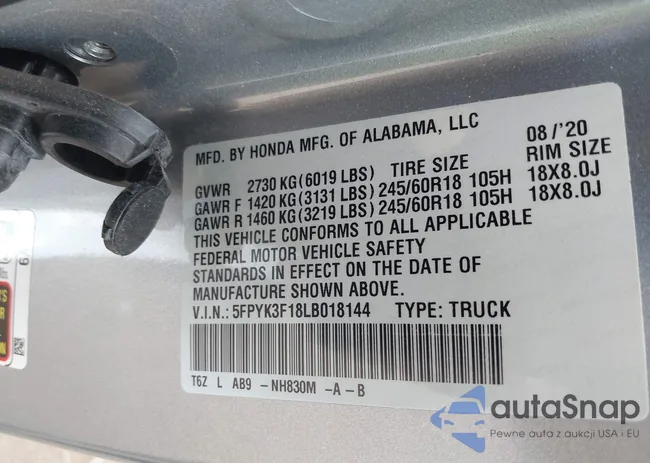 MFD. BY HONDA MFG. OF ALABAMA, LLC 08/'20
GVWR 2730 KG(6019 LBS) TIRE SIZE RIM SIZE
GAWR F 1420 KG(3131 LBS)245/60R18 105H 18X8.0J
GAWR R 1460 KG(3219 LBS)245/60R18 105H 18X8.0J
THIS VEHICLE CONFORMS TO ALL APPLICABLE
FEDERAL MOTOR VEHICLE SAFETY
STANDARDS IN EFFECT ON THE DATE OF
MANUFACTURE SHOWN ABOVE.
V.I.N.: 5FPYK3F18LB018144 TYPE: TRUCK
T6Z L AB9 -NH830M -A-B
autaSnap
Pewne auta z aukcji USA i EU